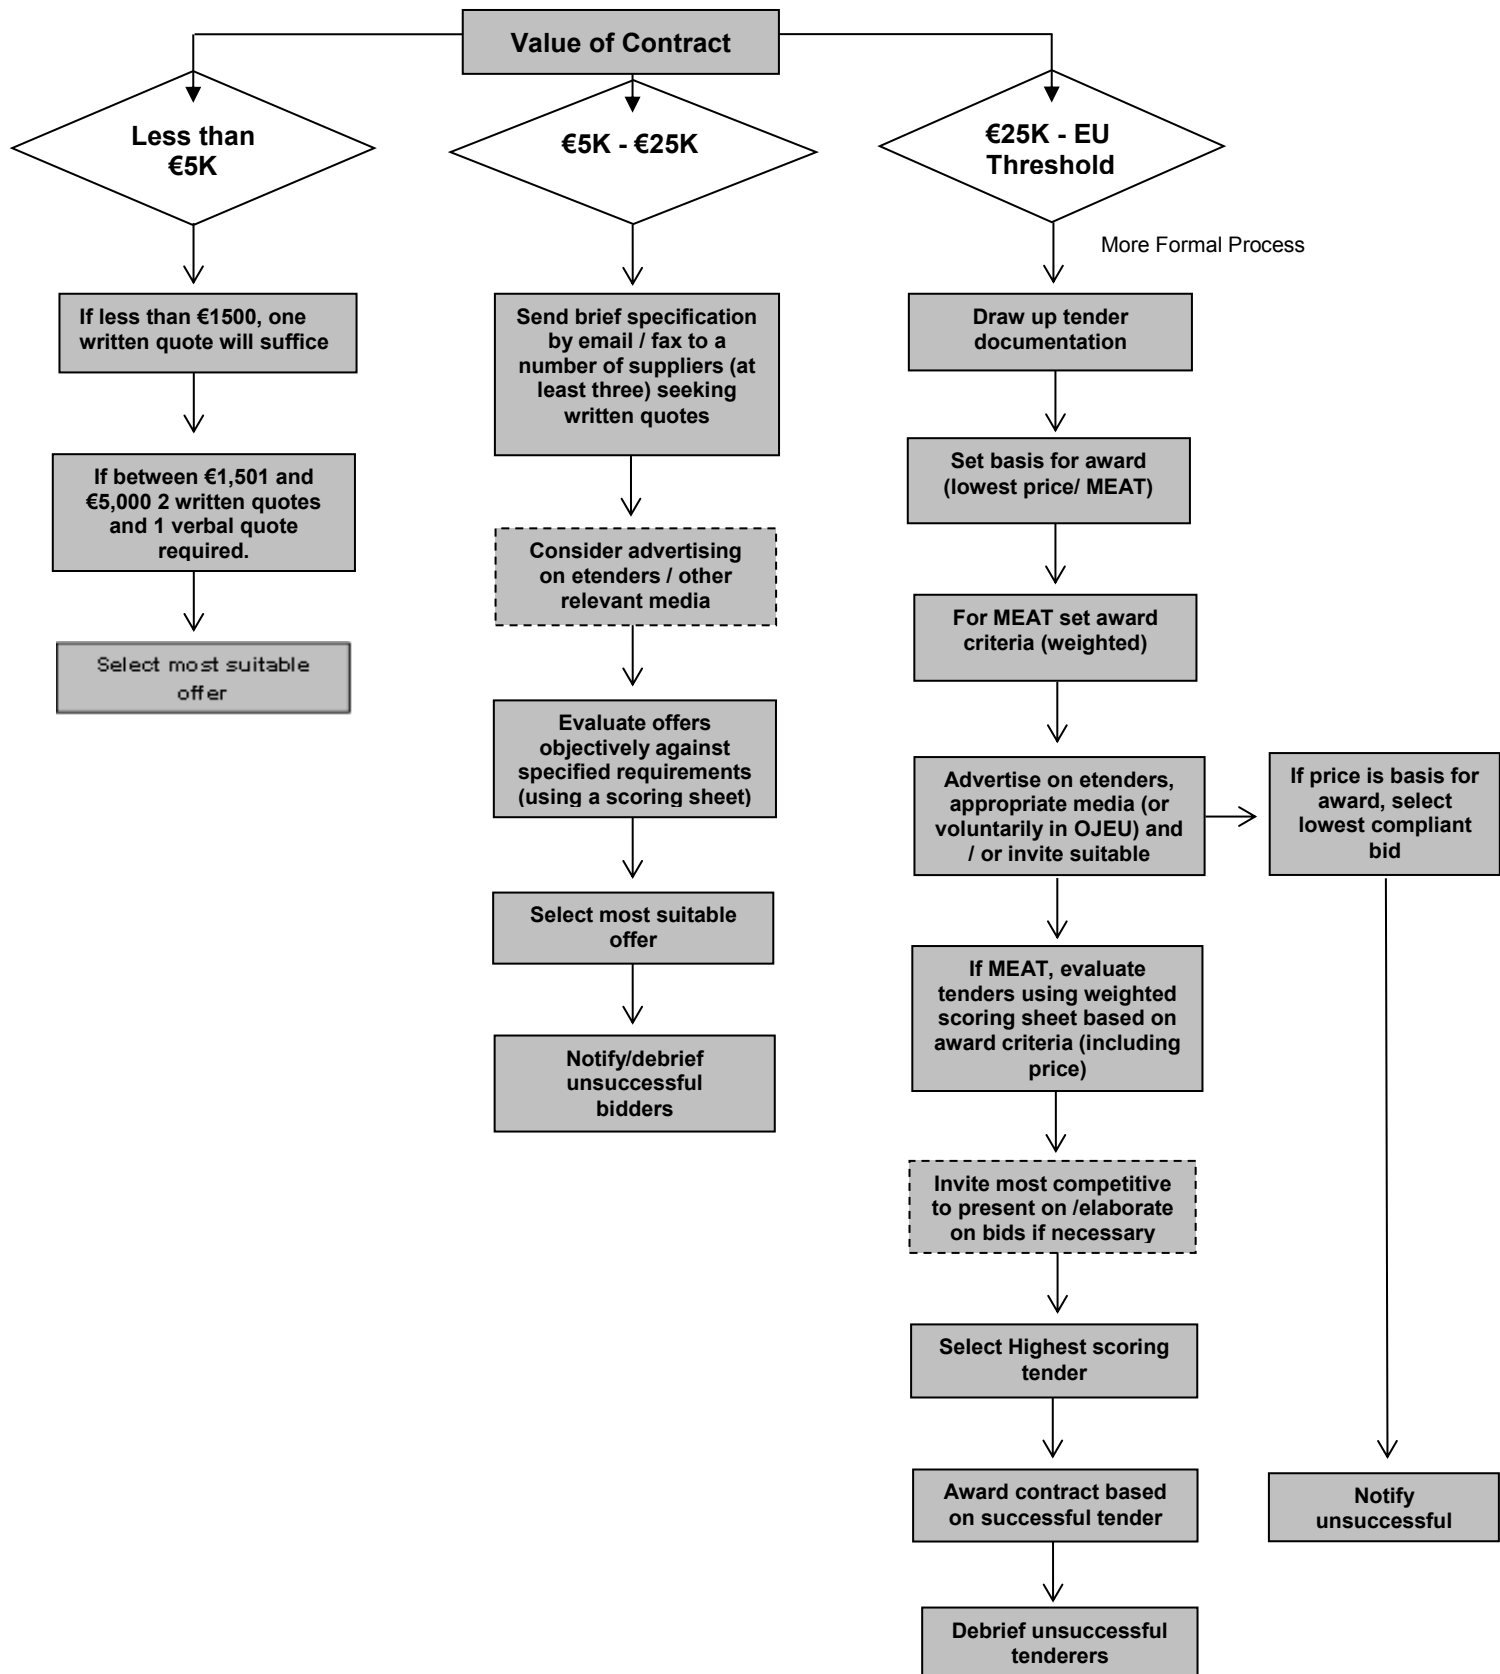 Value of Contract
Less than
€5K
If less than €1500, one
written quote will suffice
If between €1,501 and
€5,000 2 written quotes
and 1 verbal quote
required.
Select most suitable
offer
€5K - €25K
Send brief specification
by email / fax to a
number of suppliers (at
least three) seeking
written quotes
Consider advertising
on etenders / other
relevant media
Evaluate offers
objectively against
specified requirements
(using a scoring sheet)
Select most suitable
offer
Notify/debrief
unsuccessful
bidders
€25K - EU
Threshold
More Formal Process
Draw up tender
documentation
Set basis for award
(lowest price/ MEAT)
For MEAT set award
criteria (weighted)
Advertise on etenders,
appropriate media (or
voluntarily in OJEU) and
/ or invite suitable
If MEAT, evaluate
tenders using weighted
scoring sheet based on
award criteria (including
price)
Invite most competitive
to present on /elaborate
on bids if necessary
Select Highest scoring
tender
Award contract based
on successful tender
Debrief unsuccessful
tenderers
If price is basis for
award, select
lowest compliant
bid
Notify
unsuccessful